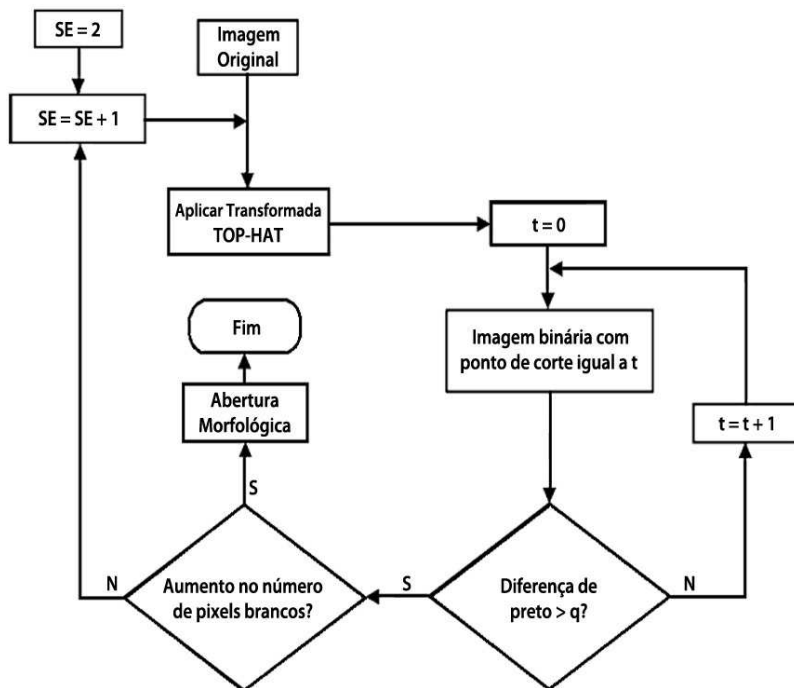 SE = 2
Imagem
Original
SE = SE + 1
Aplicar Transformada
TOP-HAT
t = 0
Imagem binária com
ponto de corte igual a t
t = t + 1
Diferença de
preto > q?
N
S
Aumento no número
de pixels brancos?
N
S
Abertura
Morfológica
Fim